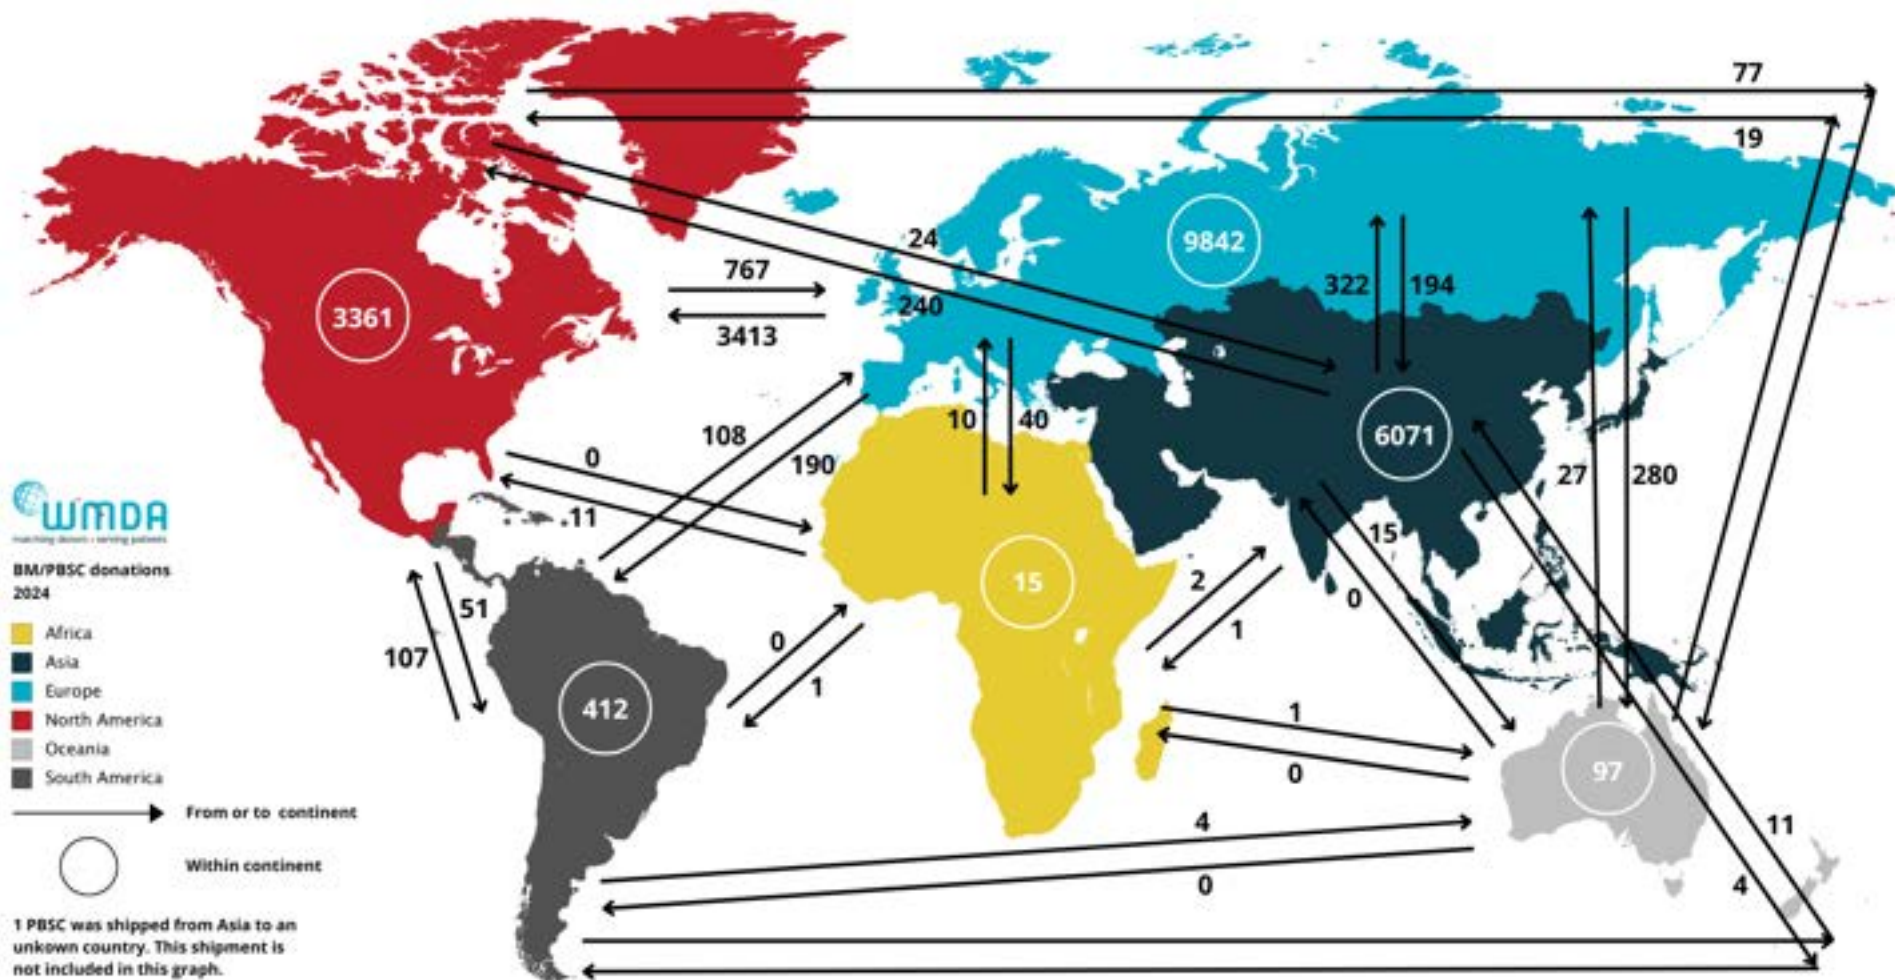 77
19
9842
24
767
322
194
240
3361
3413
6071
10
40
108
0
190
27
280
WMDA
matching donors • serving patients
11
15
BM/PBSC donations
2024
15
2
0
51
1
Africa
0
Asia
107
1
Europe
412
1
North America
Oceania
0
97
South America
From or to continent
4
11
Within continent
0
4
1 PBSC was shipped from Asia to an
unkown country. This shipment is
not included in this graph.